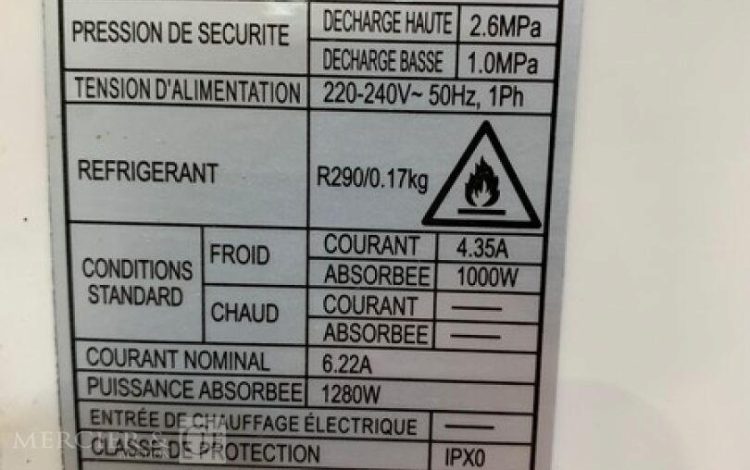 PRESSION DE SECURITE DECHARGE HAUTE 2.6MPa
DECHARGE BASSE 1.0MPa
TENSION D'ALIMENTATION 220-240V~ 50Hz, 1Ph
REFRIGERANT R290/0.17kg
CONDITIONS STANDARD FROID COURANT 4.35A
ABSORBEE 1000W
CHAUD COURANT —
ABSORBEE —
COURANT NOMINAL 6.22A
PUISSANCE ABSORBEE 1280W
ENTRÉE DE CHAUFFAGE ÉLECTRIQUE —
CLASSE DE PROTECTION IPX0
MERCIER &